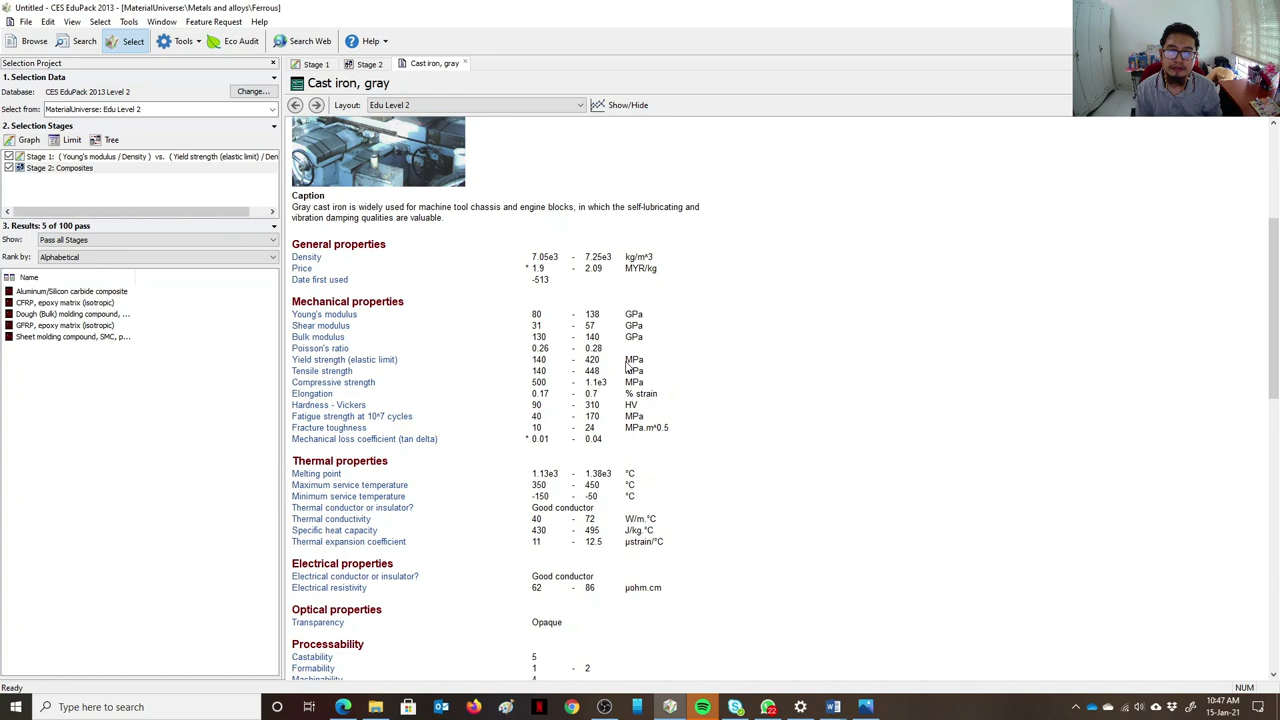 Untitled - CES EduPack 2013 - [MaterialUniverse:\Metals and alloys\Ferrous]
File Edit View Select Tools Window Feature Request Help
Browse Search Select Tools Eco Audit Search Web Help
Selection Project
1. Selection Data
Database: CES EduPack 2013 Level 2 Change...
Select from: MaterialUniverse: Edu Level 2
2. Selection Stages
Graph Limit Tree
Stage 1: ( Young's modulus / Density ) vs. ( Yield strength (elastic limit) / Den
Stage 2: Composites
3. Results: 5 of 100 pass
Show: Pass all Stages
Rank by: Alphabetical
Name
Aluminum/Silicon carbide composite
CFRP, epoxy matrix (isotropic)
Dough (Bulk) molding compound, ...
GFRP, epoxy matrix (isotropic)
Sheet molding compound, SMC, p...
Stage 1 Stage 2 Cast iron, gray
Cast iron, gray
Layout: Edu Level 2 Show/Hide
Caption
Gray cast iron is widely used for machine tool chassis and engine blocks, in which the self-lubricating and
vibration damping qualities are valuable.
General properties
Density 7.05e3 - 7.25e3 kg/m^3
Price * 1.9 - 2.09 MYR/kg
Date first used -513
Mechanical properties
Young's modulus 80 - 138 GPa
Shear modulus 31 - 57 GPa
Bulk modulus 130 - 140 GPa
Poisson's ratio 0.26 - 0.28
Yield strength (elastic limit) 140 - 420 MPa
Tensile strength 140 - 448 MPa
Compressive strength 500 - 1.1e3 MPa
Elongation 0.17 - 0.7 % strain
Hardness - Vickers 90 - 310 HV
Fatigue strength at 10^7 cycles 40 - 170 MPa
Fracture toughness 10 - 24 MPa.m^0.5
Mechanical loss coefficient (tan delta) * 0.01 - 0.04
Thermal properties
Melting point 1.13e3 - 1.38e3 °C
Maximum service temperature 350 - 450 °C
Minimum service temperature -150 - -50 °C
Thermal conductor or insulator? Good conductor
Thermal conductivity 40 - 72 W/m.°C
Specific heat capacity 430 - 495 J/kg.°C
Thermal expansion coefficient 11 - 12.5 µstrain/°C
Electrical properties
Electrical conductor or insulator? Good conductor
Electrical resistivity 62 - 86 µohm.cm
Optical properties
Transparency Opaque
Processability
Castability 5
Formability 1 - 2
Machinability 4
Ready NUM
Type here to search
22
10:47 AM
15-Jan-21